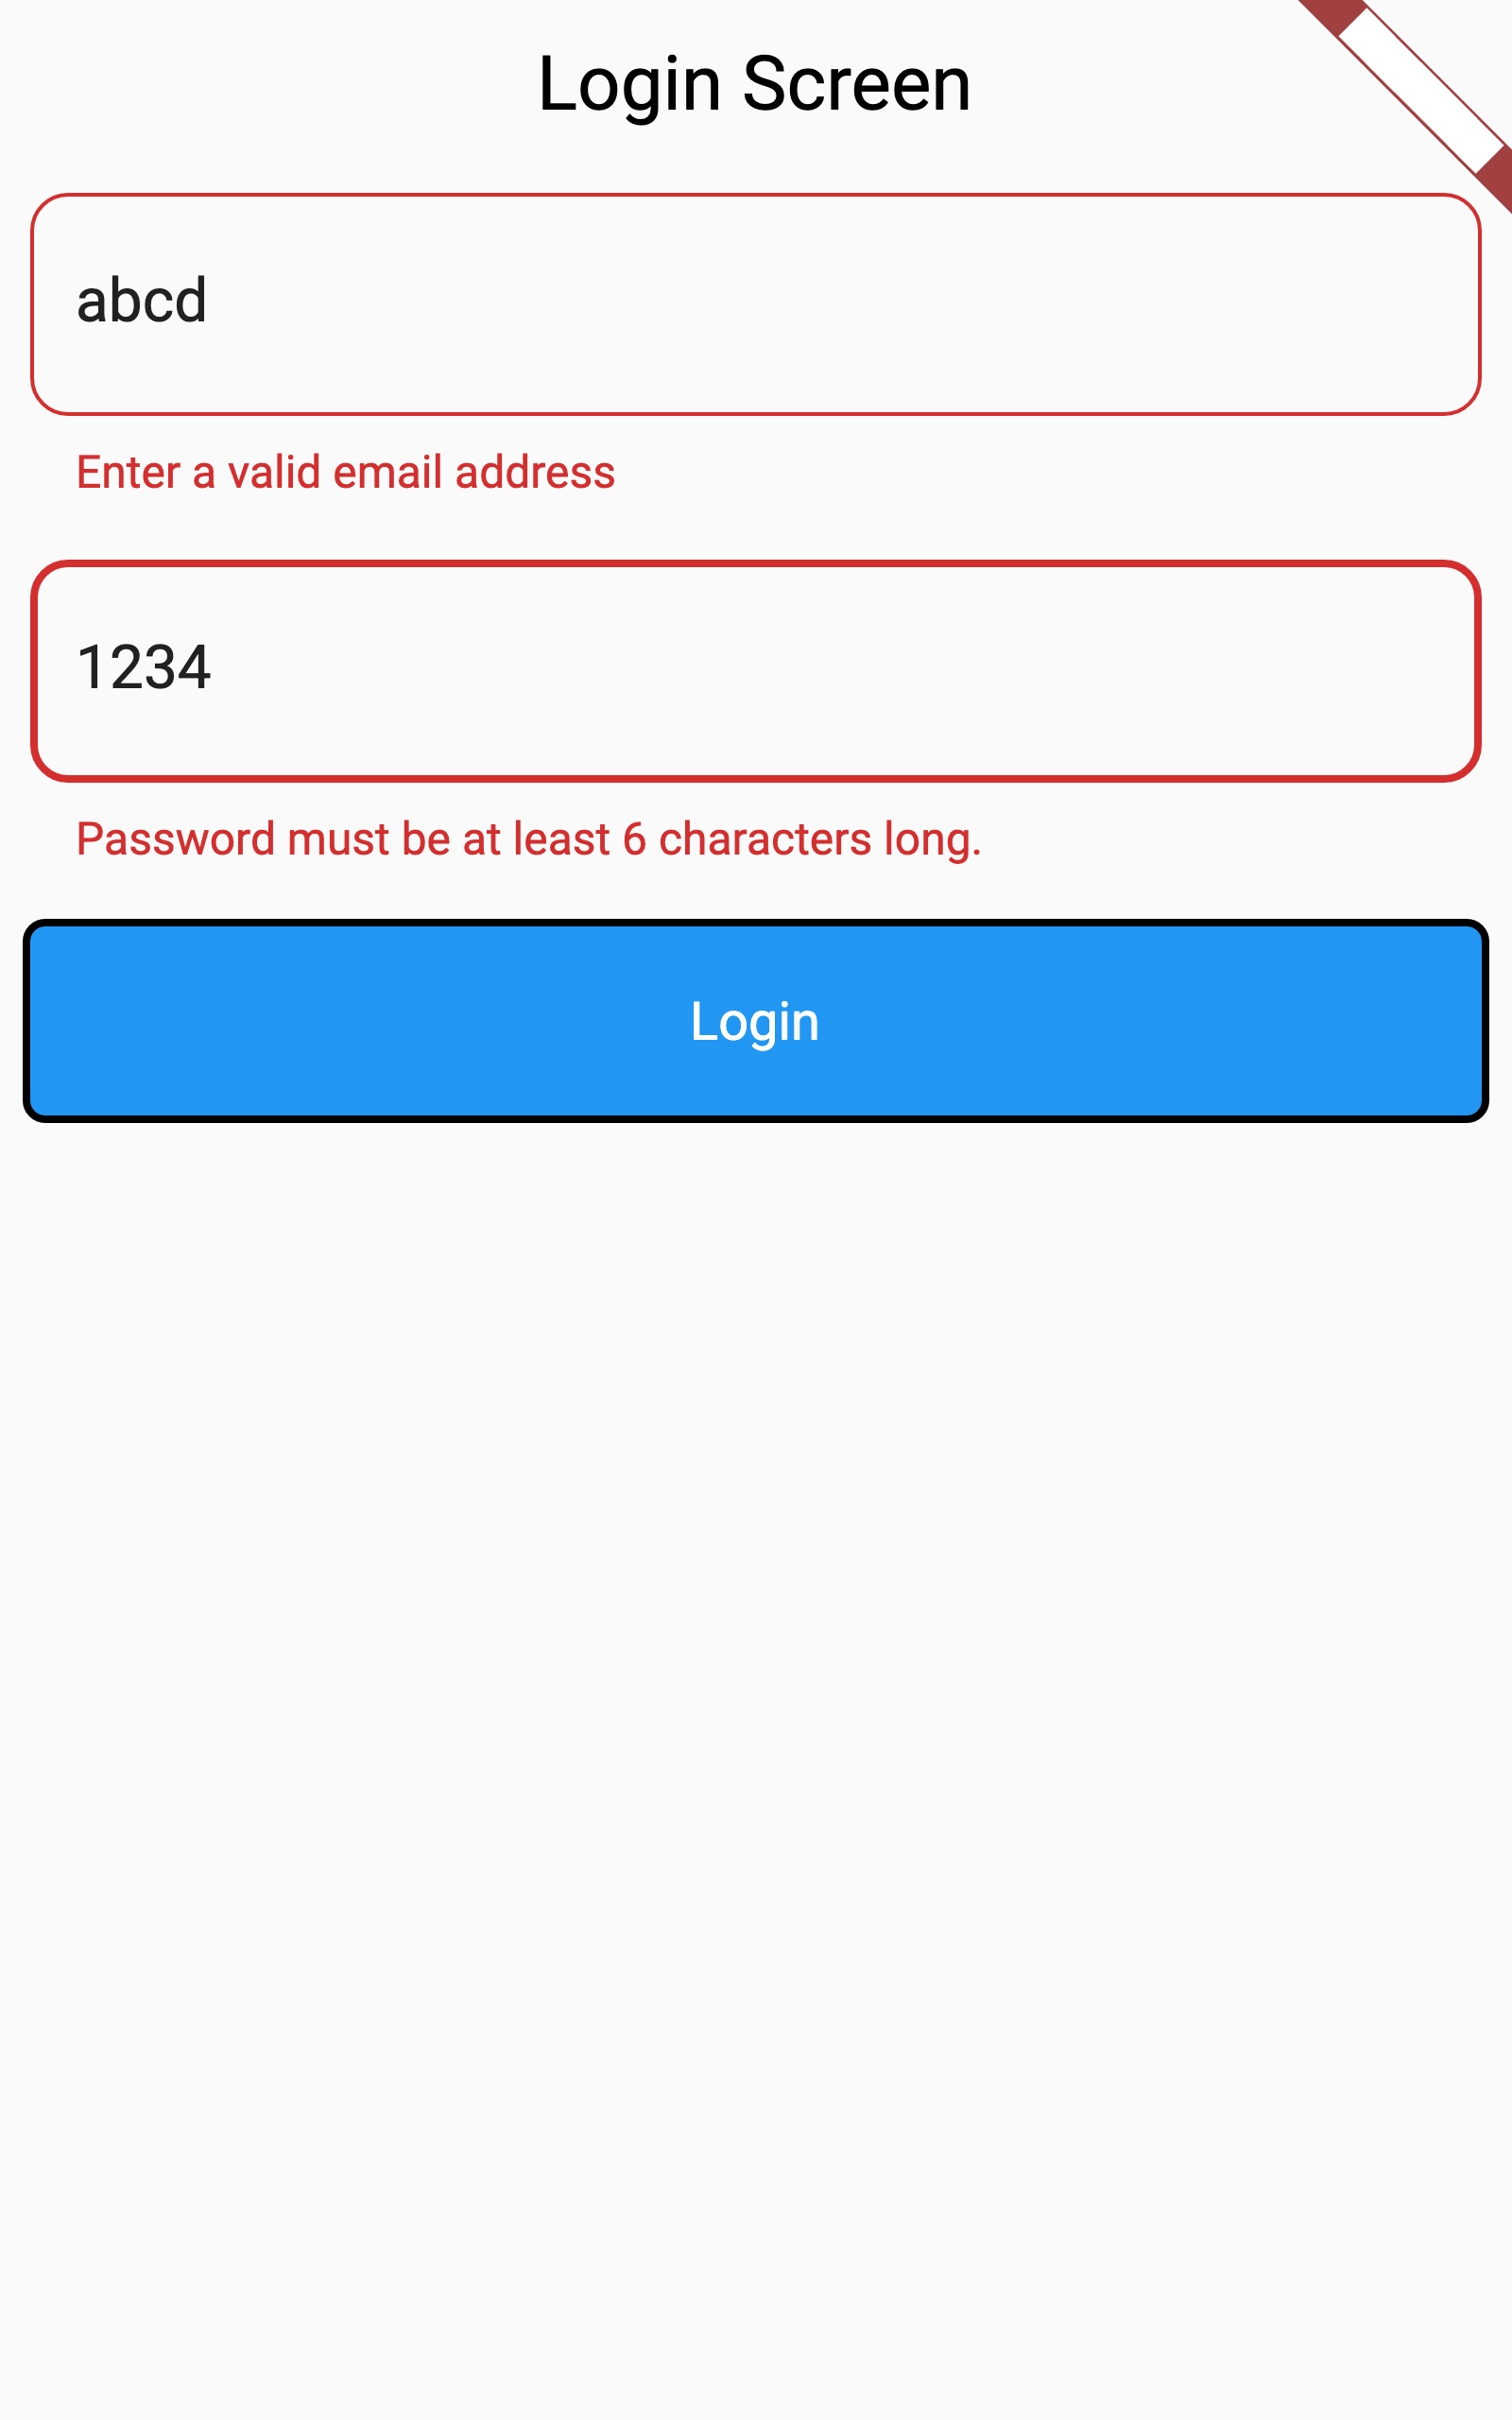 Login Screen
abcd
Enter a valid email address
1234
Password must be at least 6 characters long.
Login